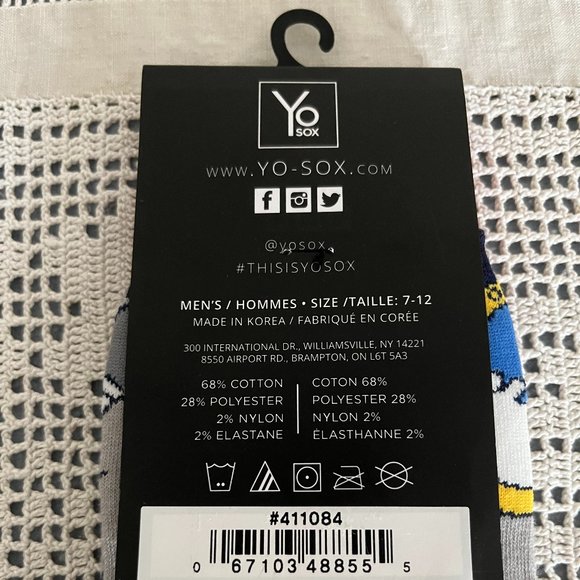 Yo
SOX
WWW.YO-SOX.COM
@yosox
#THISISYOSOX
MEN'S / HOMMES • SIZE /TAILLE: 7-12
MADE IN KOREA / FABRIQUÉ EN CORÉE
300 INTERNATIONAL DR., WILLIAMSVILLE, NY 14221
8550 AIRPORT RD., BRAMPTON, ON L6T 5A3
68% COTTON
28% POLYESTER
2% NYLON
2% ELASTANE
COTON 68%
POLYESTER 28%
NYLON 2%
ÉLASTHANNE 2%
#411084
0 67103 48855 5